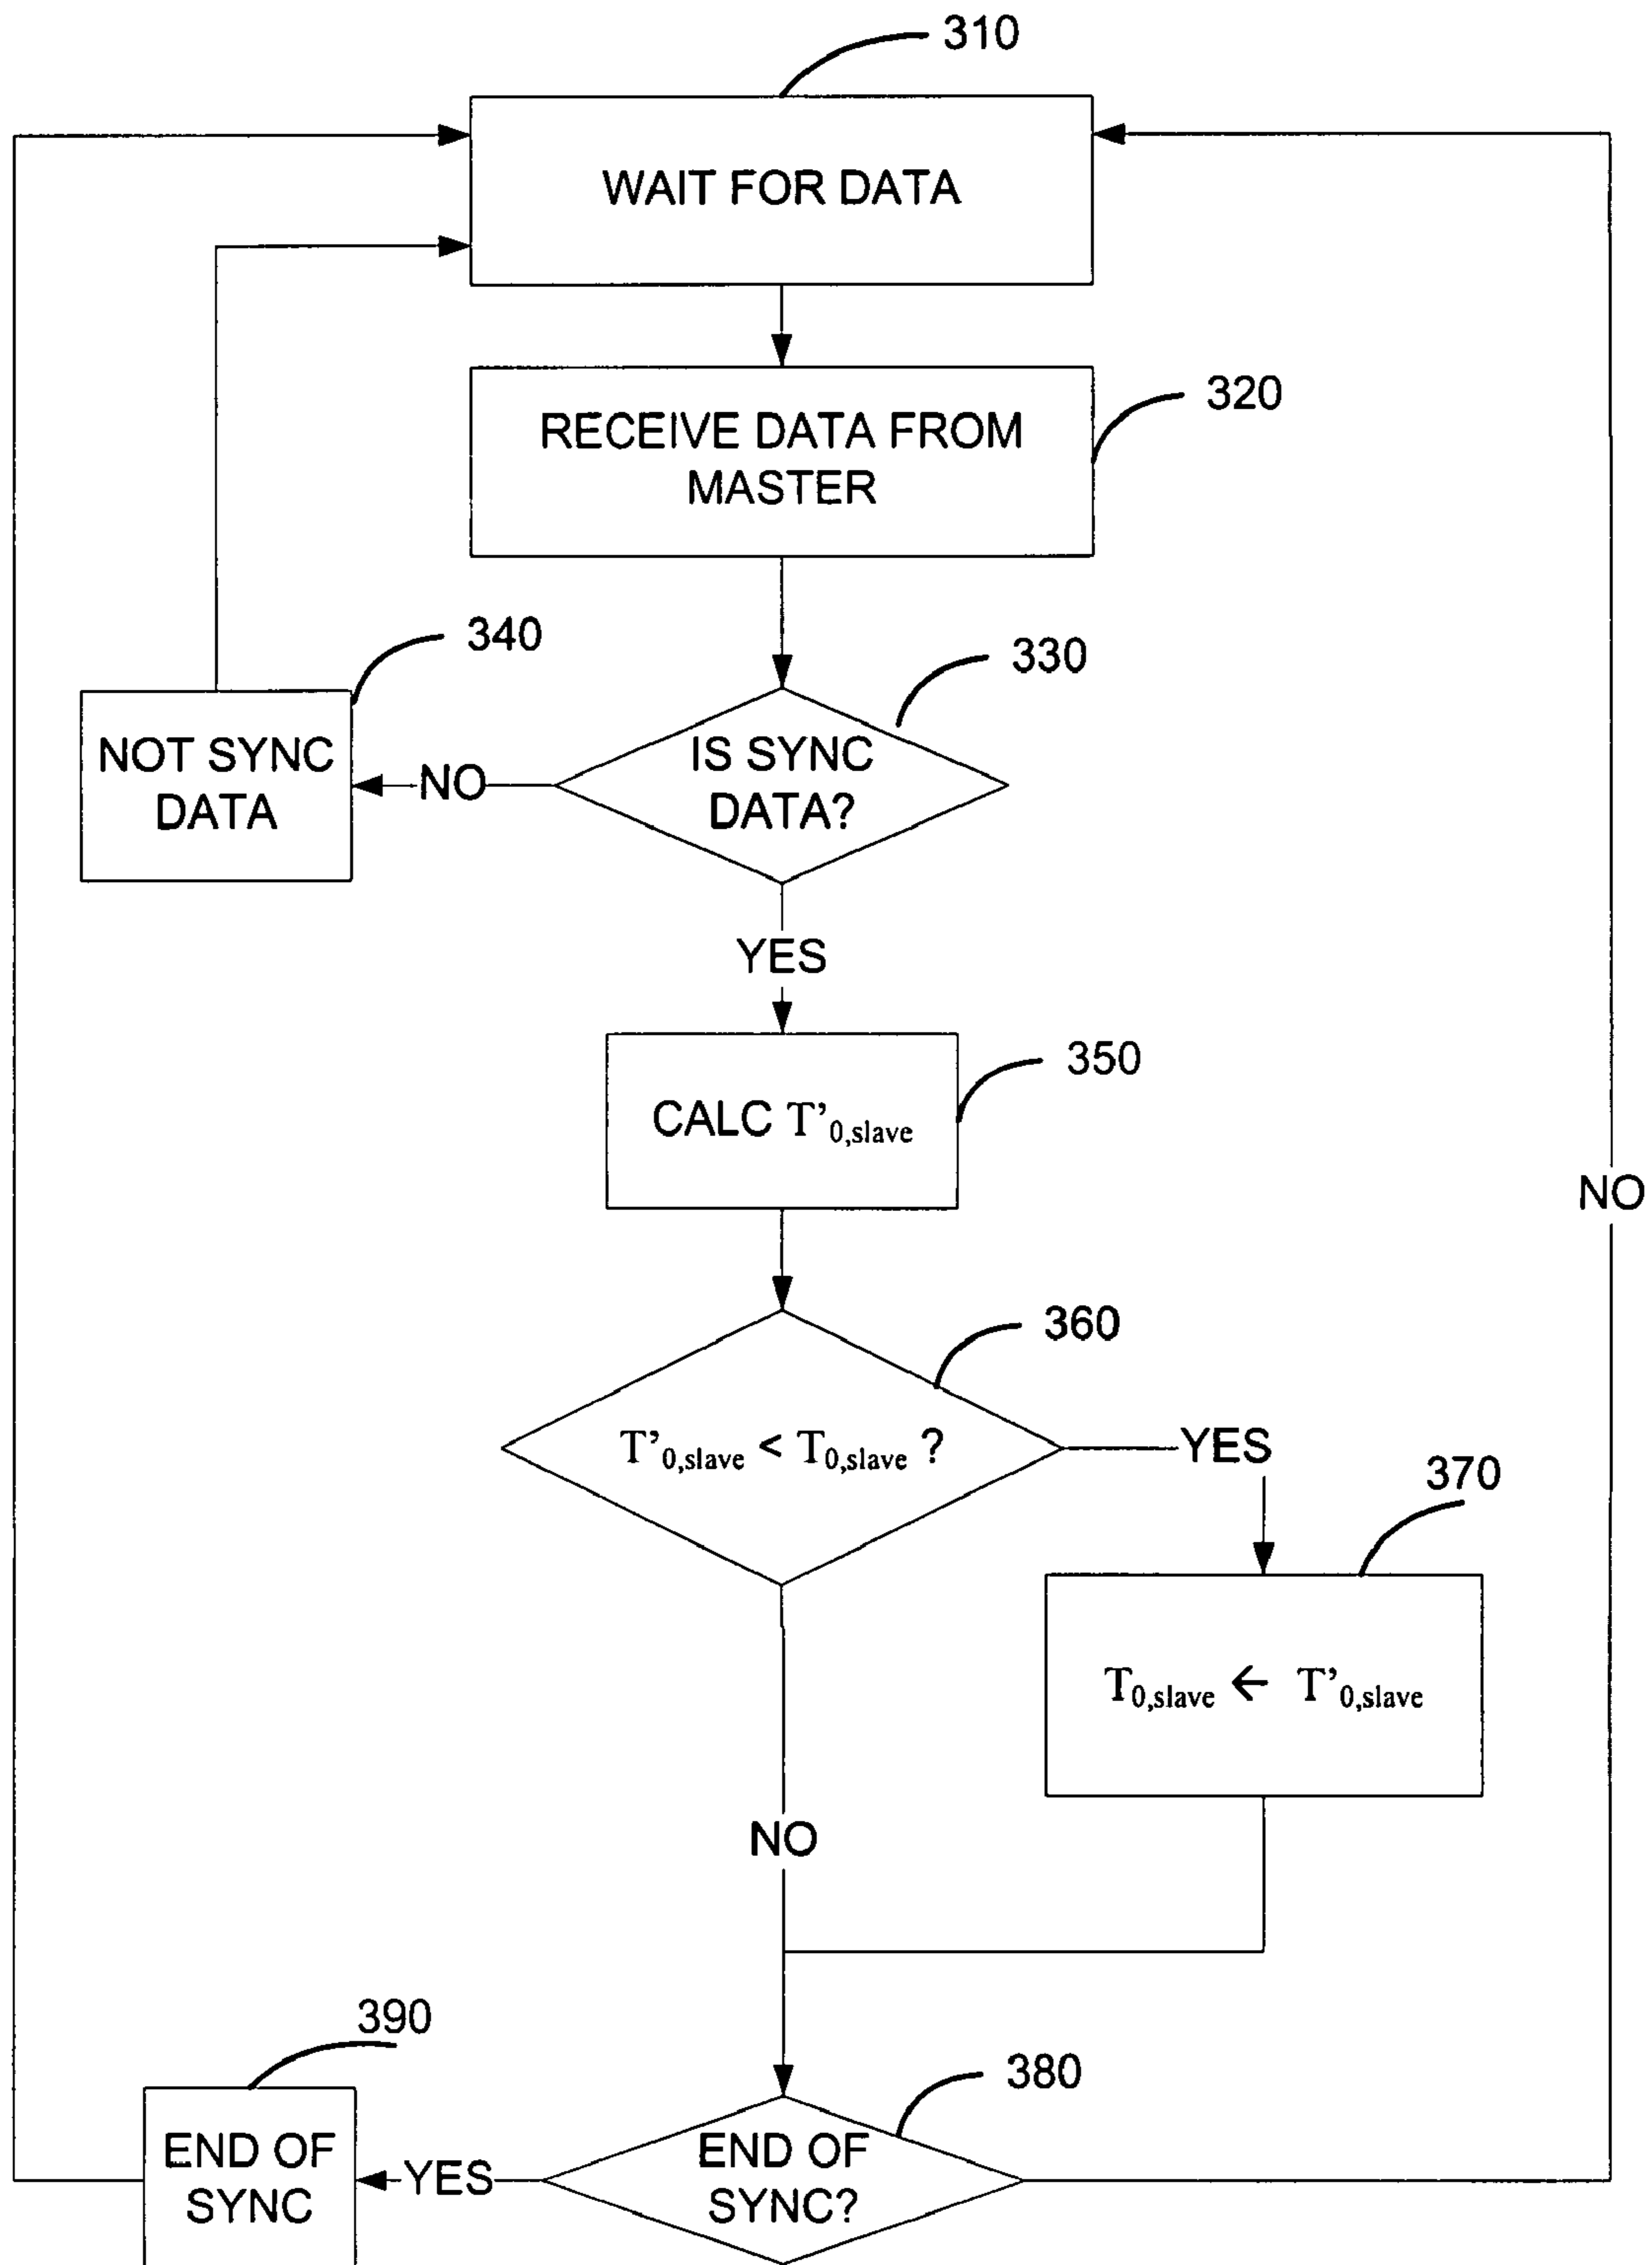 310
WAIT FOR DATA
320
RECEIVE DATA FROM
MASTER
330
340
IS SYNC
DATA?
NOT SYNC
DATA
NO
YES
350
CALC T’0,slave
NO
360
T’0,slave < T0,slave ?
YES
370
T0,slave ← T’0,slave
NO
390
380
END OF
SYNC?
YES
END OF
SYNC